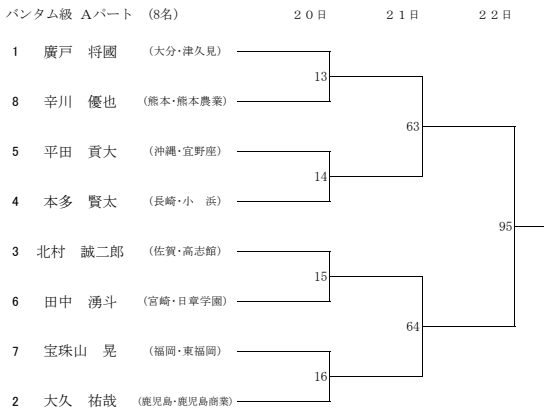 バンタム級 Aパート (8名) 20日 21日 22日
1 廣戸 将國 (大分・津久見)
13
8 辛川 優也 (熊本・熊本農業)
63
5 平田 貢大 (沖縄・宜野座)
14
4 本多 賢太 (長崎・小 浜)
95
3 北村 誠二郎 (佐賀・高志館)
15
6 田中 湧斗 (宮崎・日章学園)
64
7 宝珠山 晃 (福岡・東福岡)
16
2 大久 祐哉 (鹿児島・鹿児島商業)